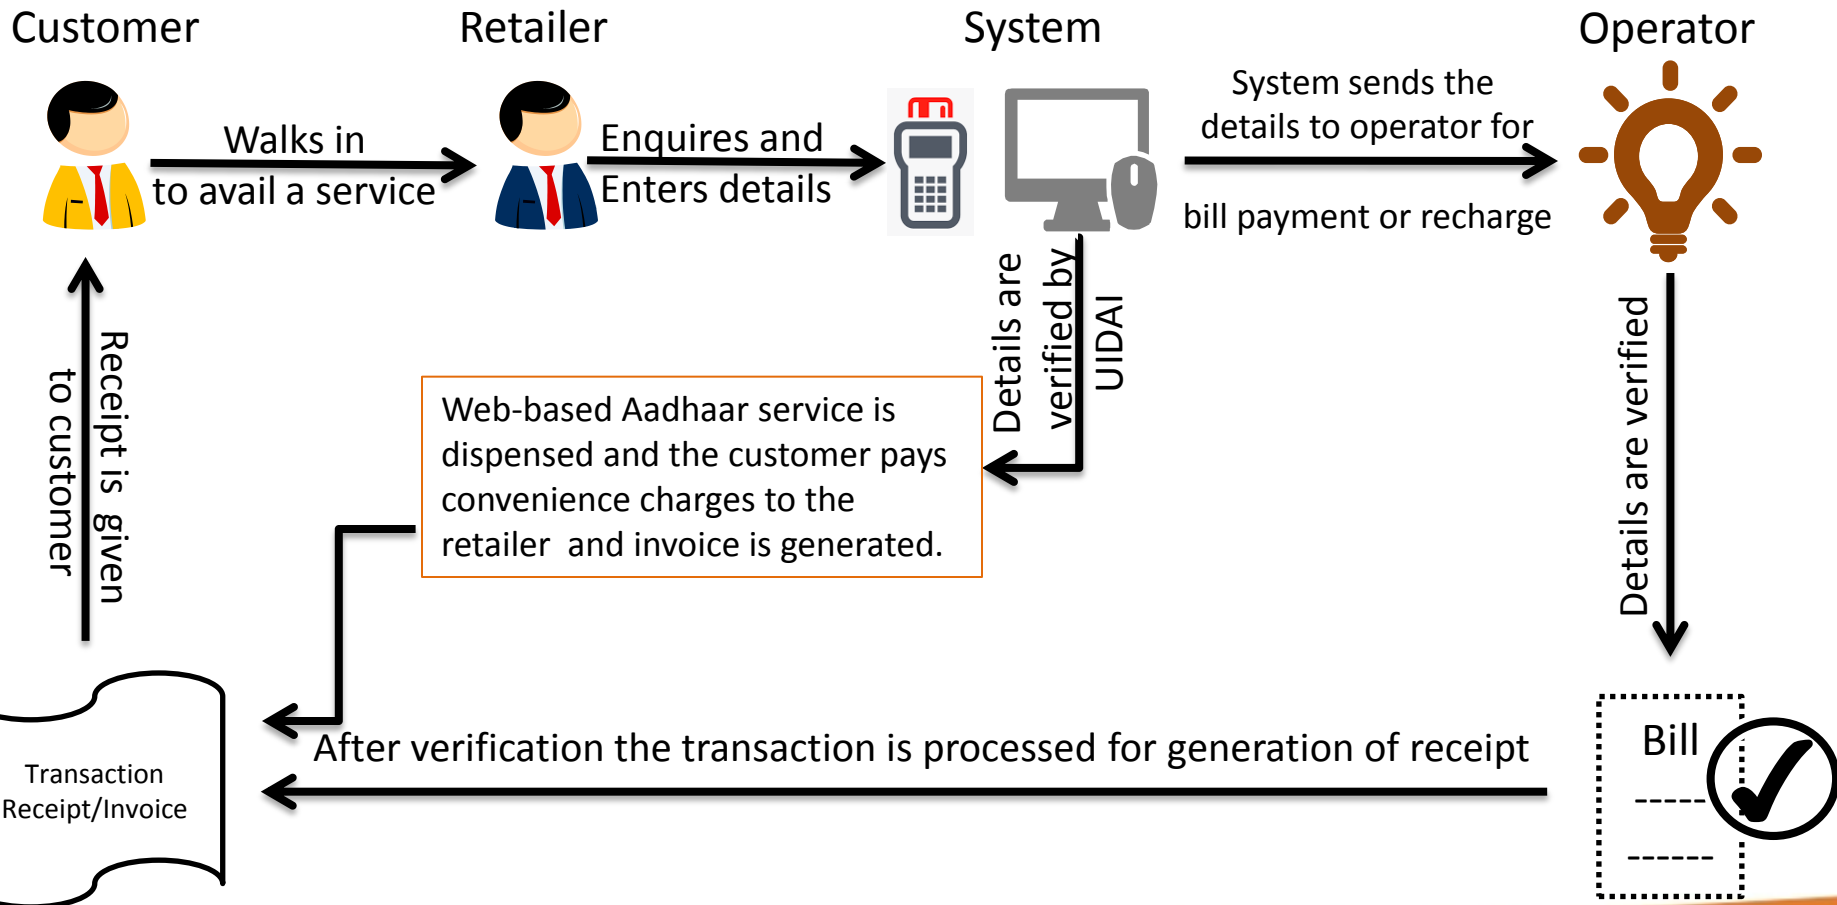 Customer
Retailer
System
Operator
Walks in
to avail a service
Enquires and
Enters details
System sends the
details to operator for
bill payment or recharge
Details are
verified by
UIDAI
Details are verified
Receipt is given
to customer
Web-based Aadhaar service is
dispensed and the customer pays
convenience charges to the
retailer and invoice is generated.
After verification the transaction is processed for generation of receipt
Transaction
Receipt/Invoice
Bill
-----
------